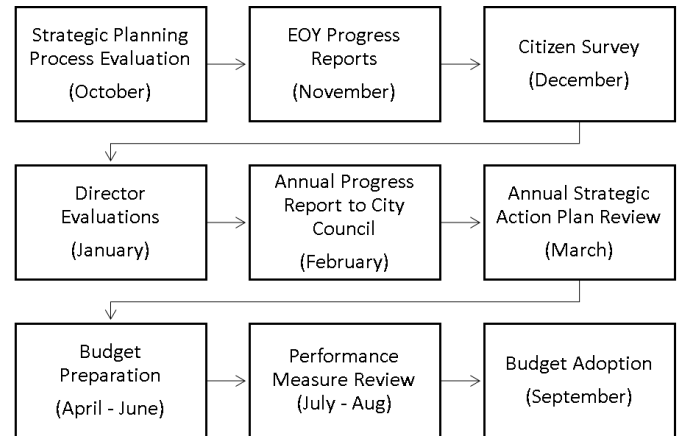 Strategic Planning
Process Evaluation
(October)
EOY Progress
Reports
(November)
Citizen Survey
(December)
Director
Evaluations
(January)
Annual Progress
Report to City
Council
(February)
Annual Strategic
Action Plan Review
(March)
Budget
Preparation
(April - June)
Performance
Measure Review
(July - Aug)
Budget Adoption
(September)